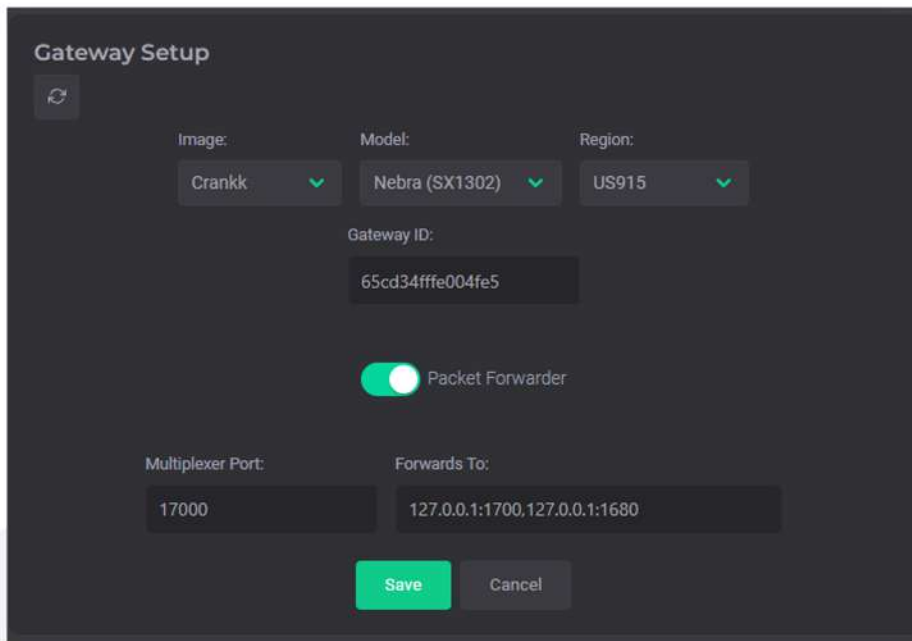 Gateway Setup
Image: Model: Region:
Crankk Nebra (SX1302) US915
Gateway ID:
65cd34fffe004fe5
Packet Forwarder
Multiplexer Port: Forwards To:
17000 127.0.0.1:1700,127.0.0.1:1680
Save Cancel